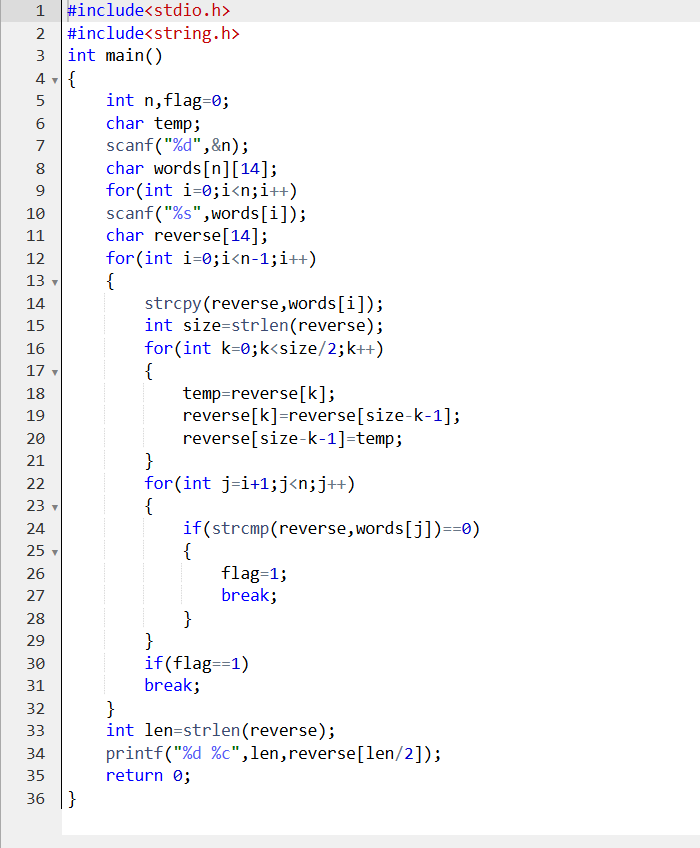 1 #include<stdio.h>
2 #include<string.h>
3 int main()
4 {
5     int n,flag=0;
6     char temp;
7     scanf("%d",&n);
8     char words[n][14];
9     for(int i=0;i<n;i++)
10     scanf("%s",words[i]);
11     char reverse[14];
12     for(int i=0;i<n-1;i++)
13     {
14         strcpy(reverse,words[i]);
15         int size=strlen(reverse);
16         for(int k=0;k<size/2;k++)
17         {
18             temp=reverse[k];
19             reverse[k]=reverse[size-k-1];
20             reverse[size-k-1]=temp;
21         }
22         for(int j=i+1;j<n;j++)
23         {
24             if(strcmp(reverse,words[j])==0)
25             {
26                 flag=1;
27                 break;
28             }
29         }
30         if(flag==1)
31         break;
32     }
33     int len=strlen(reverse);
34     printf("%d %c",len,reverse[len/2]);
35     return 0;
36 }